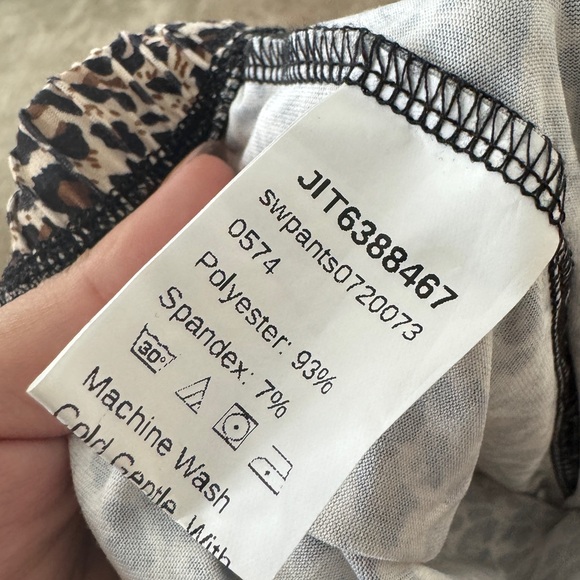 JIT6388467
swpants0720073
0574
Polyester: 93%
Spandex: 7%
30°
Machine Wash
Cold Gentle, With